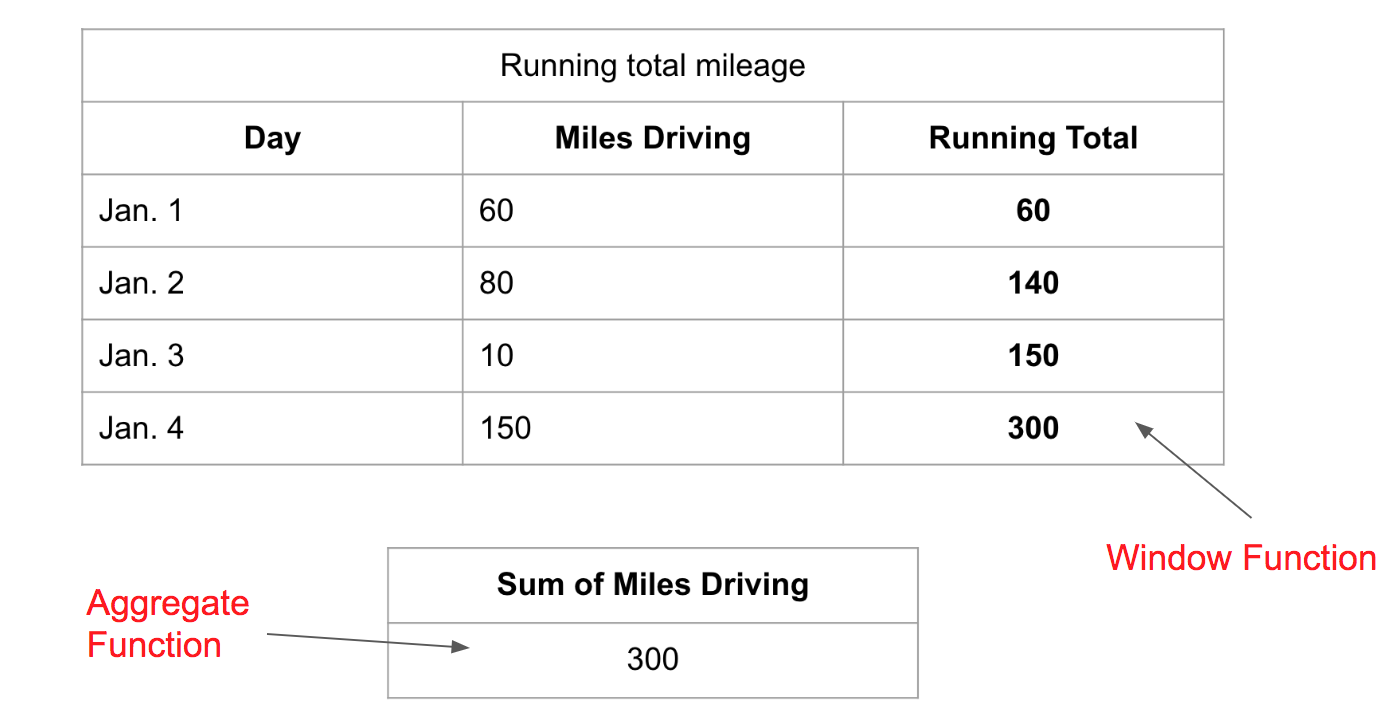 Running total mileage
Day Miles Driving Running Total
Jan. 1 60 60
Jan. 2 80 140
Jan. 3 10 150
Jan. 4 150 300
Window Function
Sum of Miles Driving
Aggregate
Function
300